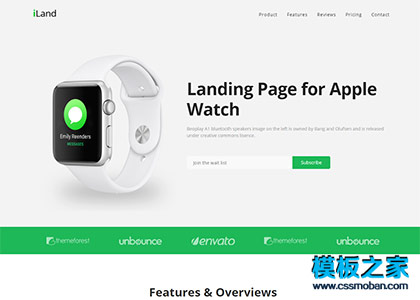 iLand
Product Features Reviews Pricing Contact
Landing Page for Apple
Watch
Beoplay A1 bluetooth speakers image on the left is owned by Bang and Olufsen and is released
under creative commons license.
Emily Reenders
Join the wait list
Subscribe
themeforest unbounce envato themeforest unbounce
模板之家
www.cssmoban.com
Features & Overviews